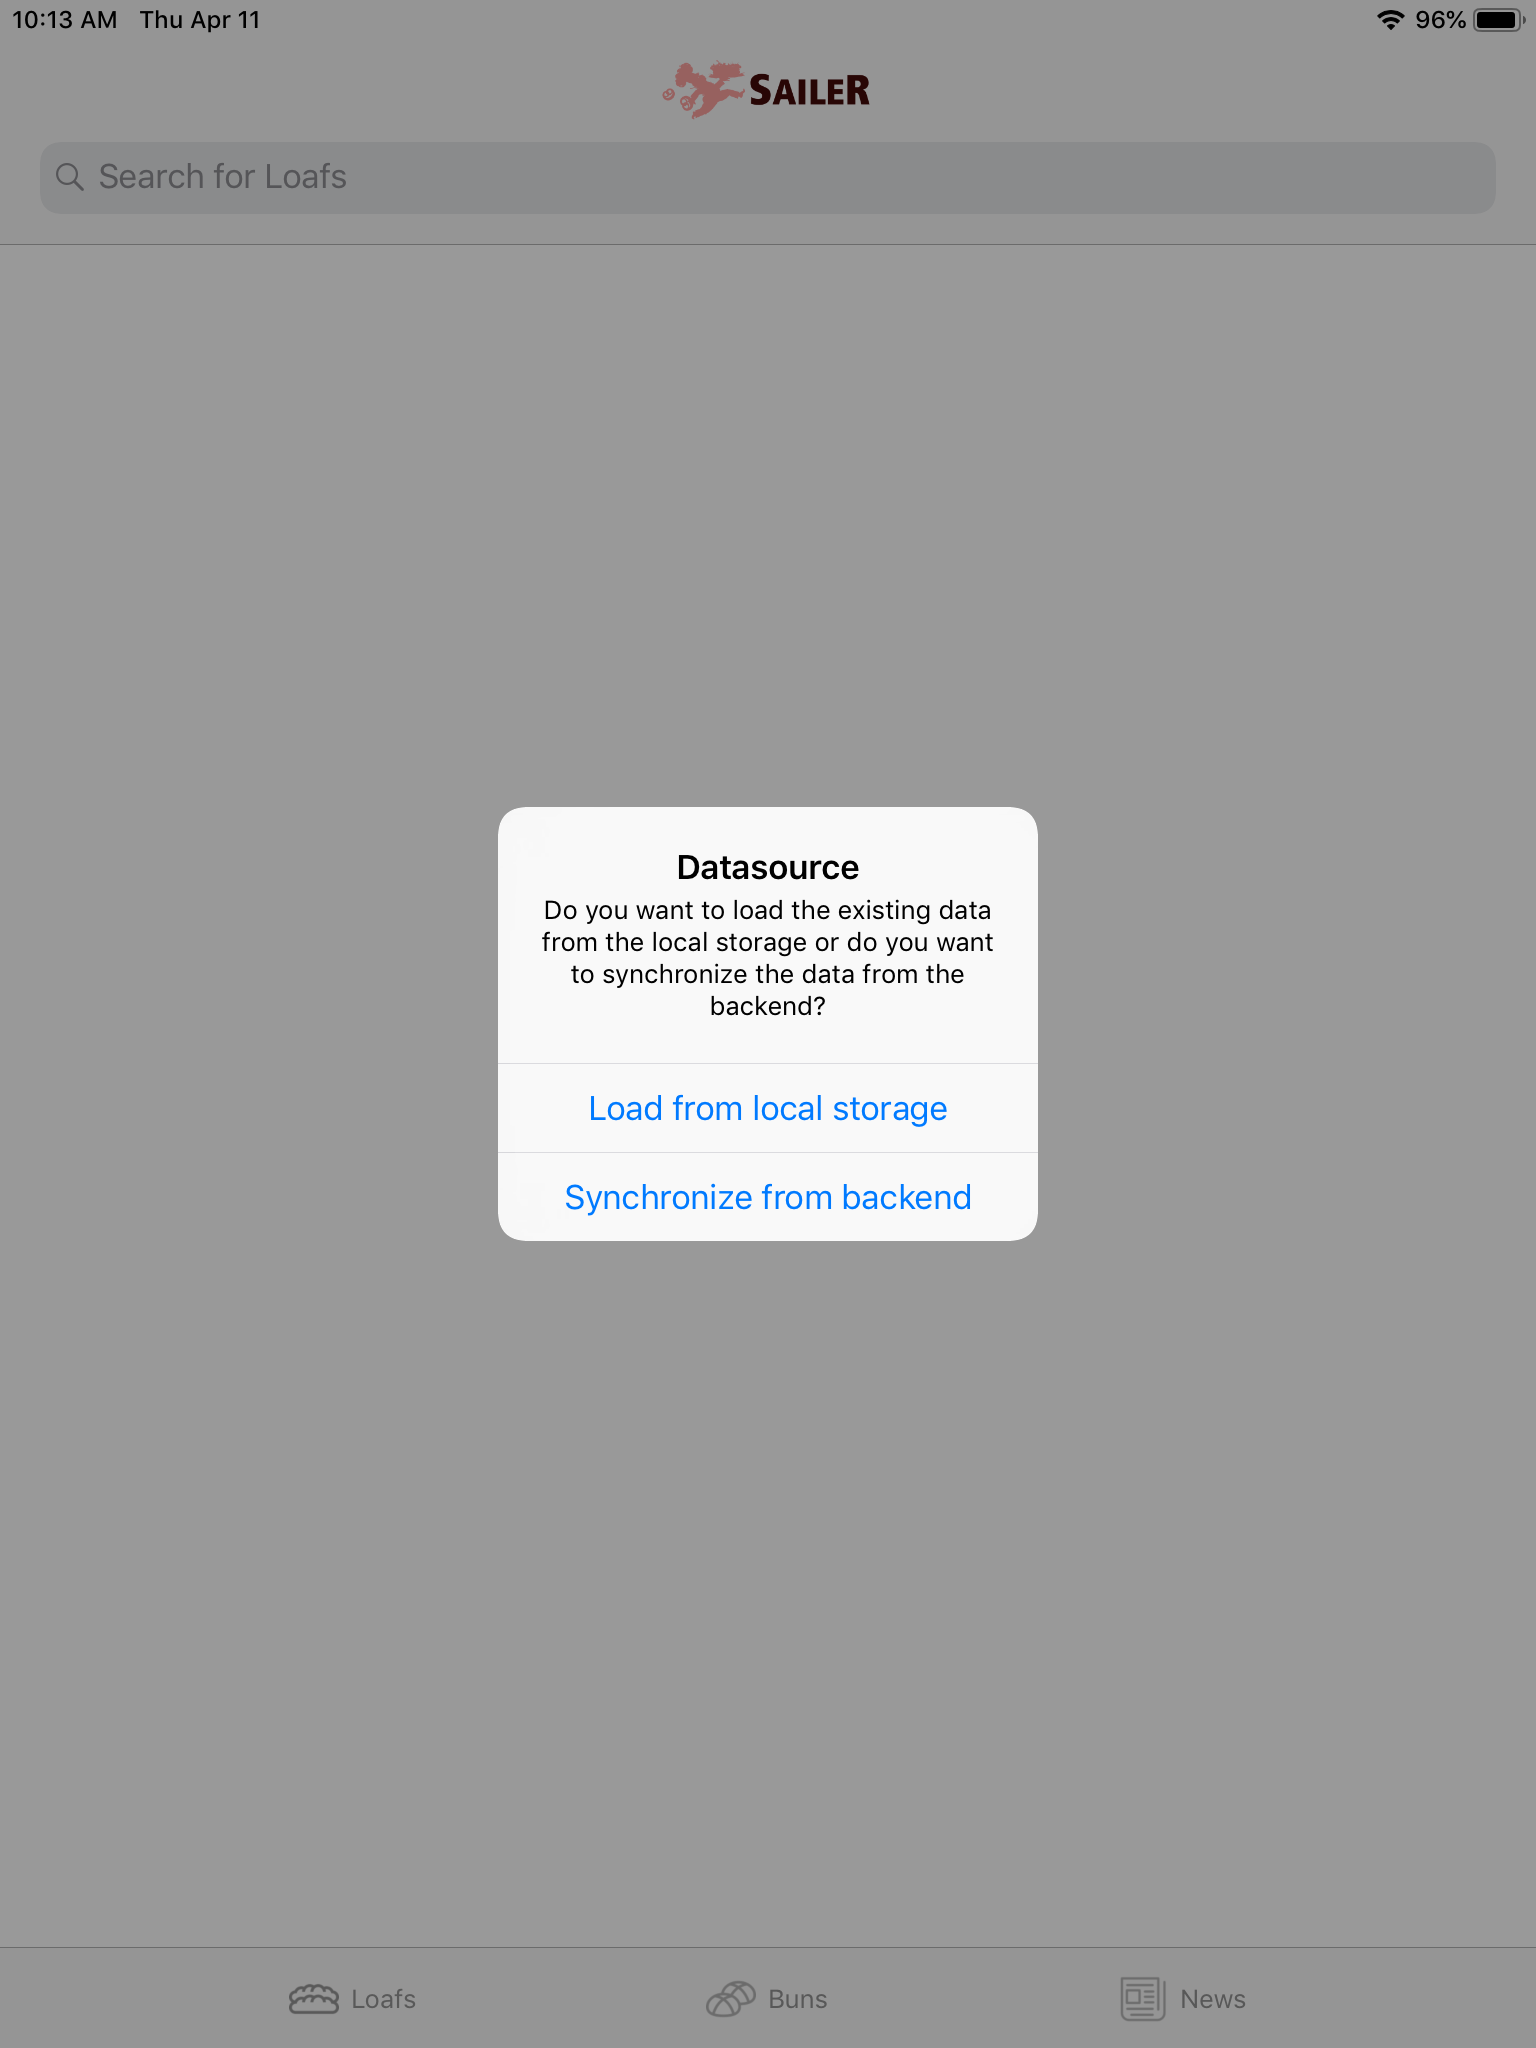 10:13 AM Thu Apr 11 96%
SAILER
Search for Loafs
Datasource
Do you want to load the existing data
from the local storage or do you want
to synchronize the data from the
backend?
Load from local storage
Synchronize from backend
Loafs Buns News